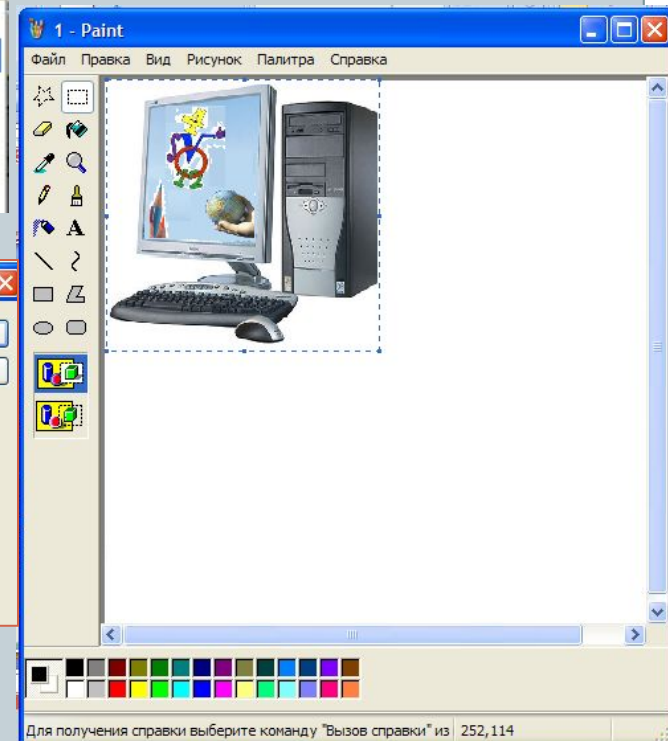 1 - Paint
Файл Правка Вид Рисунок Палитра Справка
A
Для получения справки выберите команду "Вызов справки" из 252,114